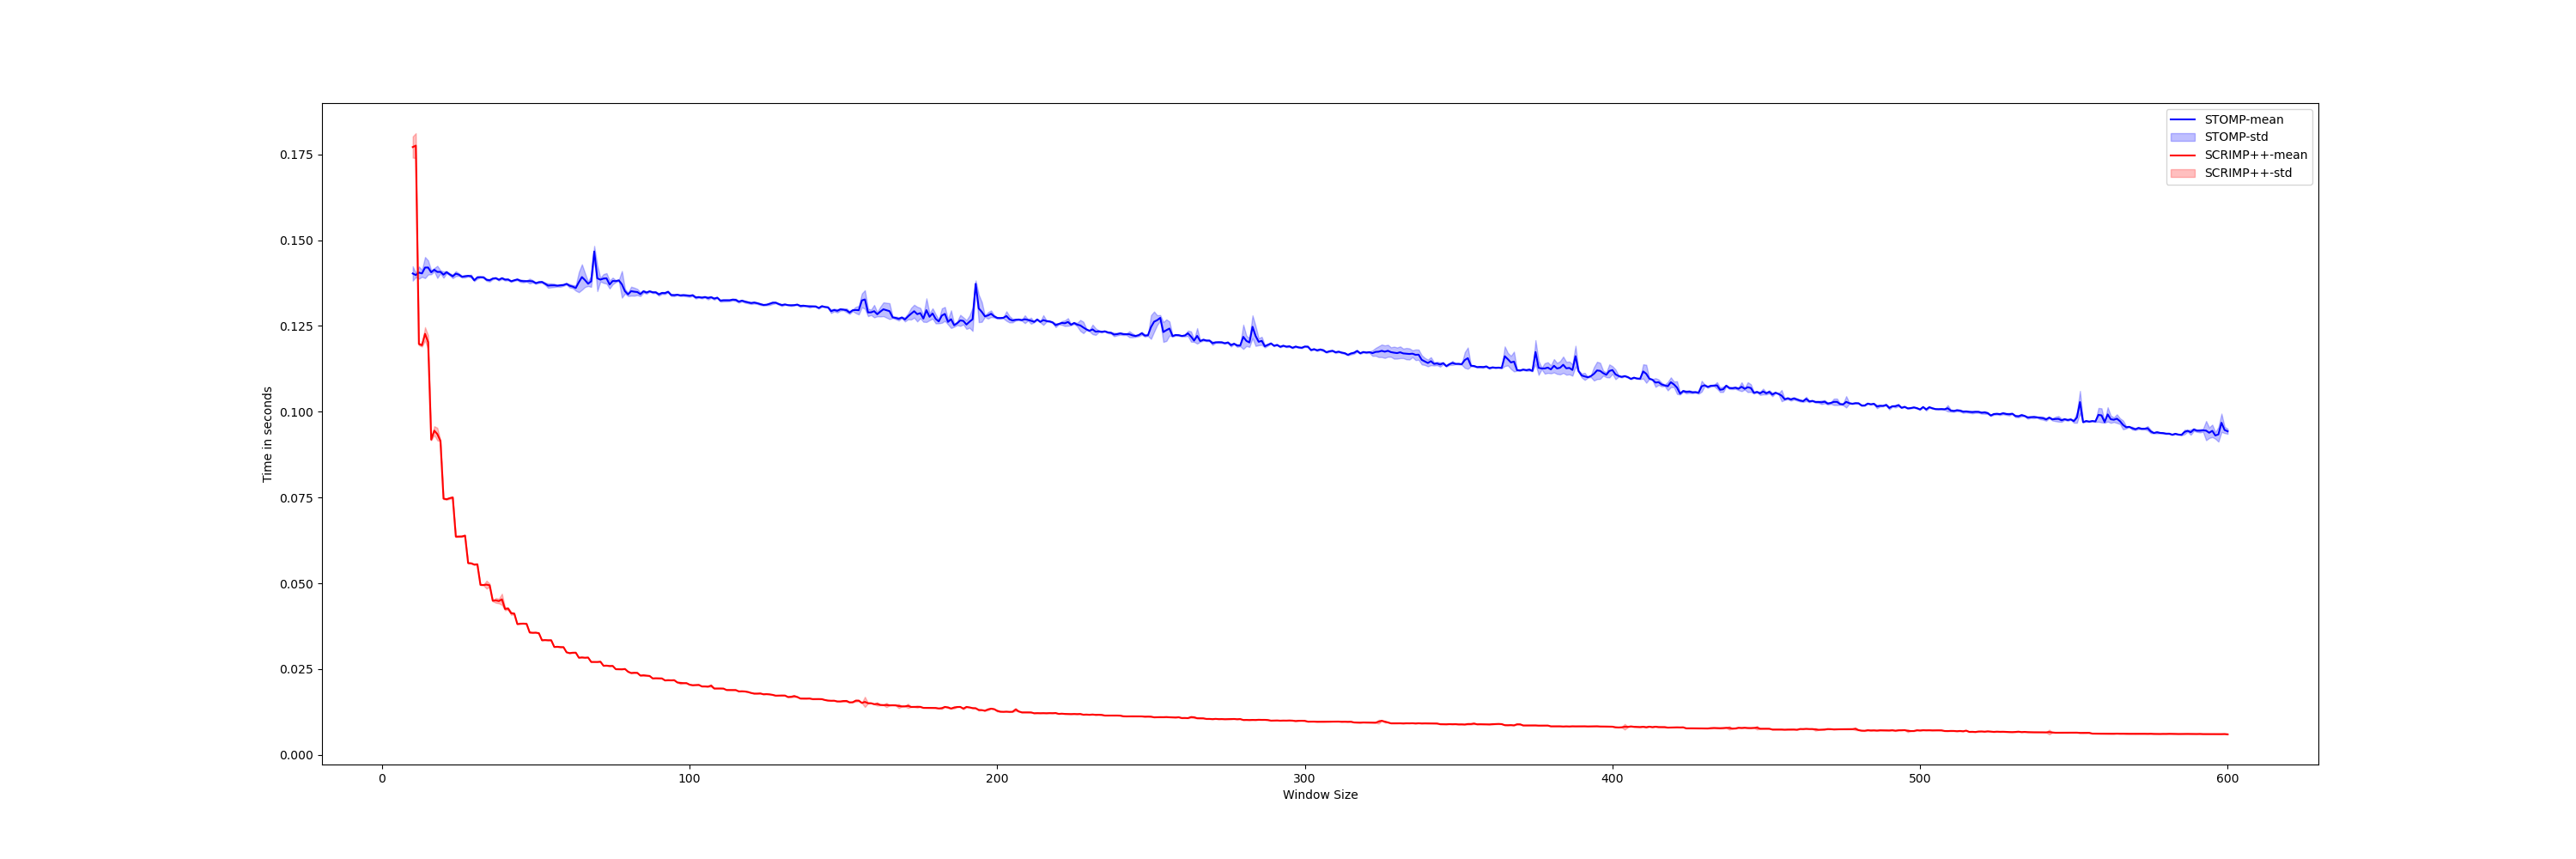 STOMP-mean
STOMP-std
SCRIMP++-mean
SCRIMP++-std
0.175
0.150
0.125
0.100
0.075
0.050
0.025
0.000
Time in seconds
0 100 200 300 400 500 600
Window Size